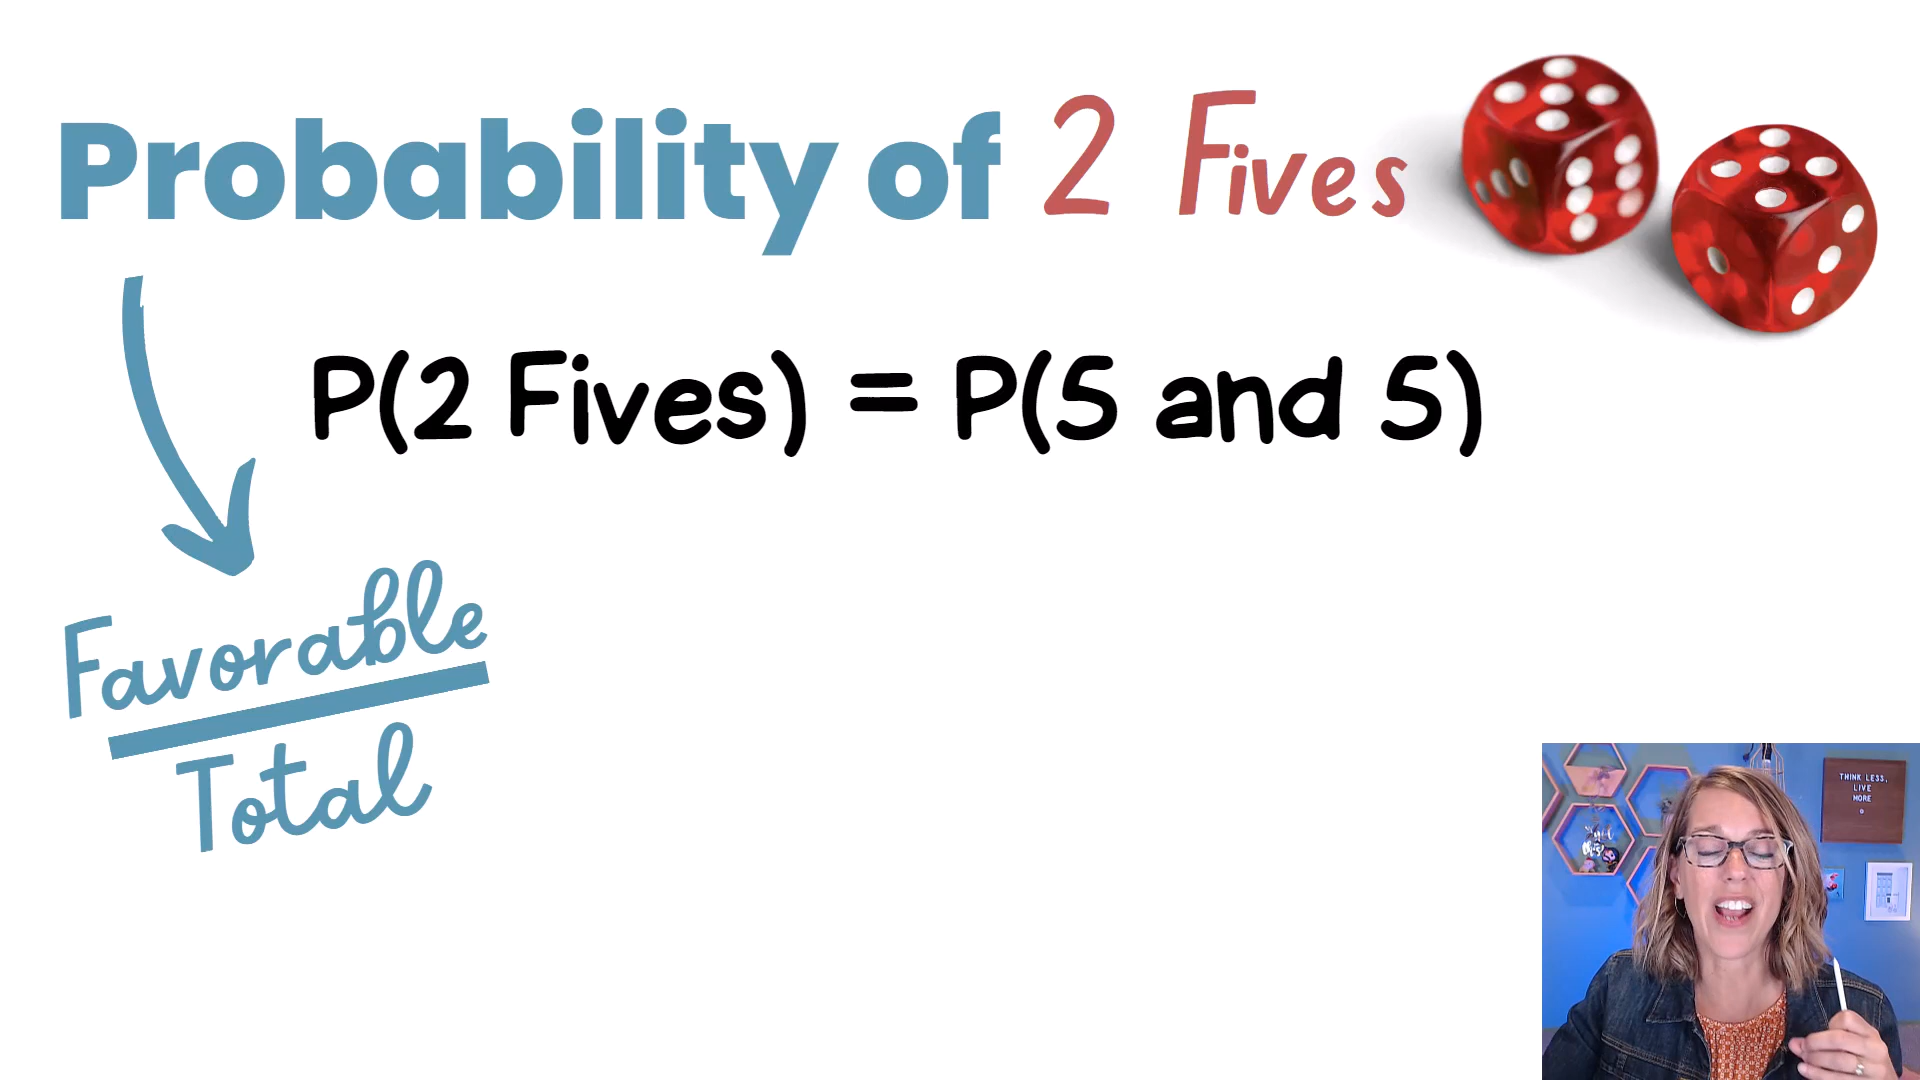 Probability of 2 Fives
P(2 Fives) = P(5 and 5)
Favorable
Total
THINK LESS,
LIVE
MORE